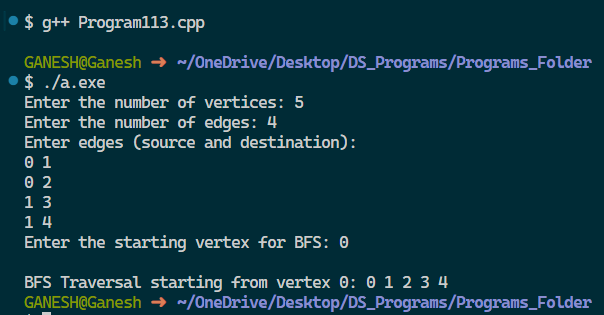 $ g++ Program113.cpp
GANESH@Ganesh ➜ ~/OneDrive/Desktop/DS_Programs/Programs_Folder
$ ./a.exe
Enter the number of vertices: 5
Enter the number of edges: 4
Enter edges (source and destination):
0 1
0 2
1 3
1 4
Enter the starting vertex for BFS: 0
BFS Traversal starting from vertex 0: 0 1 2 3 4
GANESH@Ganesh ➜ ~/OneDrive/Desktop/DS_Programs/Programs_Folder